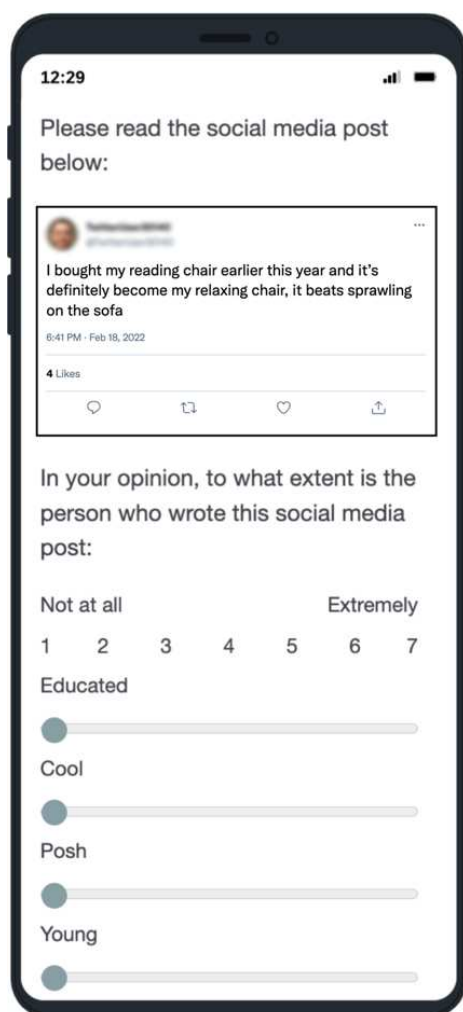 12:29
Please read the social media post
below:
...
I bought my reading chair earlier this year and it's
definitely become my relaxing chair, it beats sprawling
on the sofa
6:41 PM · Feb 18, 2022
4 Likes
In your opinion, to what extent is the
person who wrote this social media
post:
Not at all Extremely
1 2 3 4 5 6 7
Educated
Cool
Posh
Young